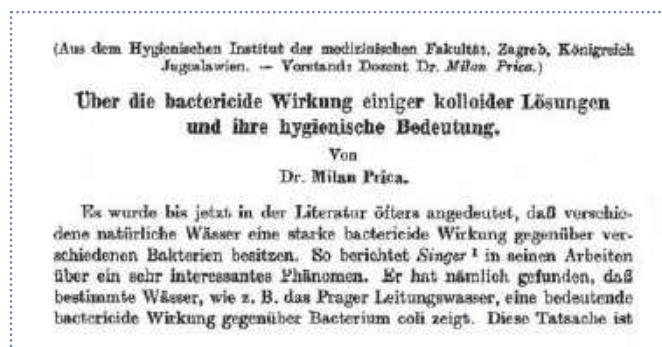 (Aus dem Hygienischen Institut der medizinischen Fakultät, Zagreb, Königreich
Jugoslawien. — Vorstand: Dozent Dr. Milan Prica.)
Über die bactericide Wirkung einiger kolloider Lösungen
und ihre hygienische Bedeutung.
Von
Dr. Milan Prica.
Es wurde bis jetzt in der Literatur öfters angedeutet, daß verschie-
dene natürliche Wässer eine starke bactericide Wirkung gegenüber ver-
schiedenen Bakterien besitzen. So berichtet Singer ¹ in seinen Arbeiten
über ein sehr interessantes Phänomen. Er hat nämlich gefunden, daß
bestimmte Wässer, wie z. B. das Prager Leitungswasser, eine bedeutende
bactericide Wirkung gegenüber Bacterium coli zeigt. Diese Tatsache ist